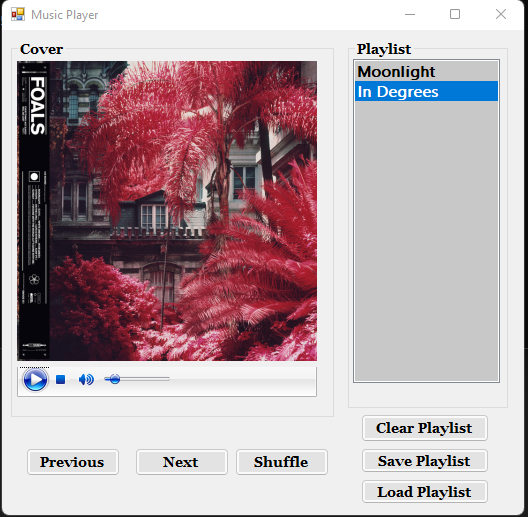 Music Player
Cover
Playlist
FOALS
Moonlight
In Degrees
Previous
Next
Shuffle
Clear Playlist
Save Playlist
Load Playlist